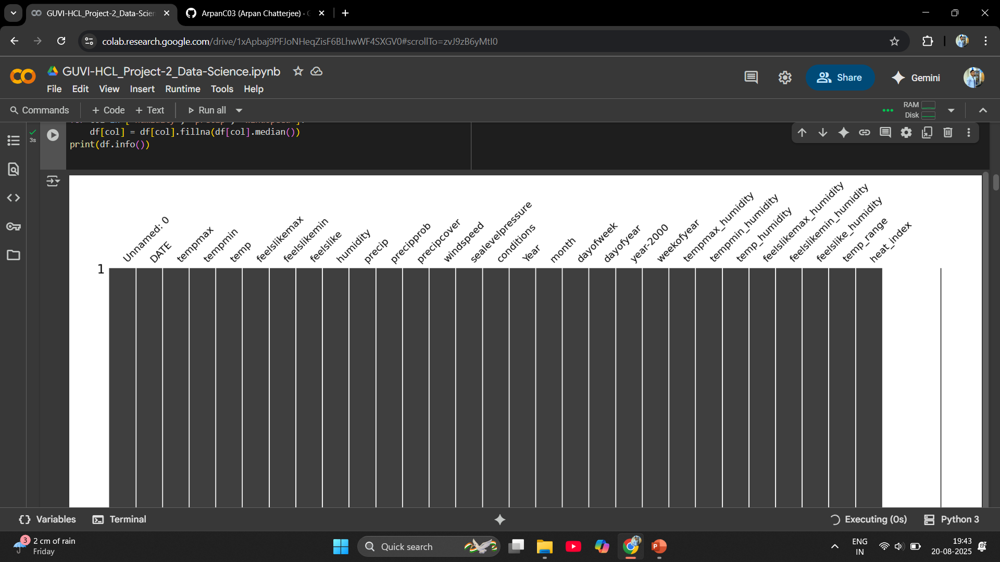 GUVI-HCL_Project-2_Data-Scien
ArpanC03 (Arpan Chatterjee) ·
colab.research.google.com/drive/1xApbaj9PFJoNHeqZisF6BLhwWF4SXGV0#scrollTo=zvJ9zB6yMtI0
GUVI-HCL_Project-2_Data-Science.ipynb
File Edit View Insert Runtime Tools Help
Share
Gemini
Commands + Code + Text Run all
RAM
Disk
3s
df[col] = df[col].fillna(df[col].median())
print(df.info())
Unnamed: 0
DATE
tempmax
tempmin
temp
feelslikemax
feelslikemin
feelslike
humidity
precip
precipprob
precipcover
windspeed
sealevelpressure
conditions
Year
month
dayofweek
dayofyear
year-2000
weekofyear
tempmax_humidity
tempmin_humidity
temp_humidity
feelslikemax_humidity
feelslikemin_humidity
feelslike_humidity
temp_range
heat_index
1
Variables Terminal
Executing (0s) Python 3
3
2 cm of rain
Friday
Quick search
ENG
IN
19:43
20-08-2025